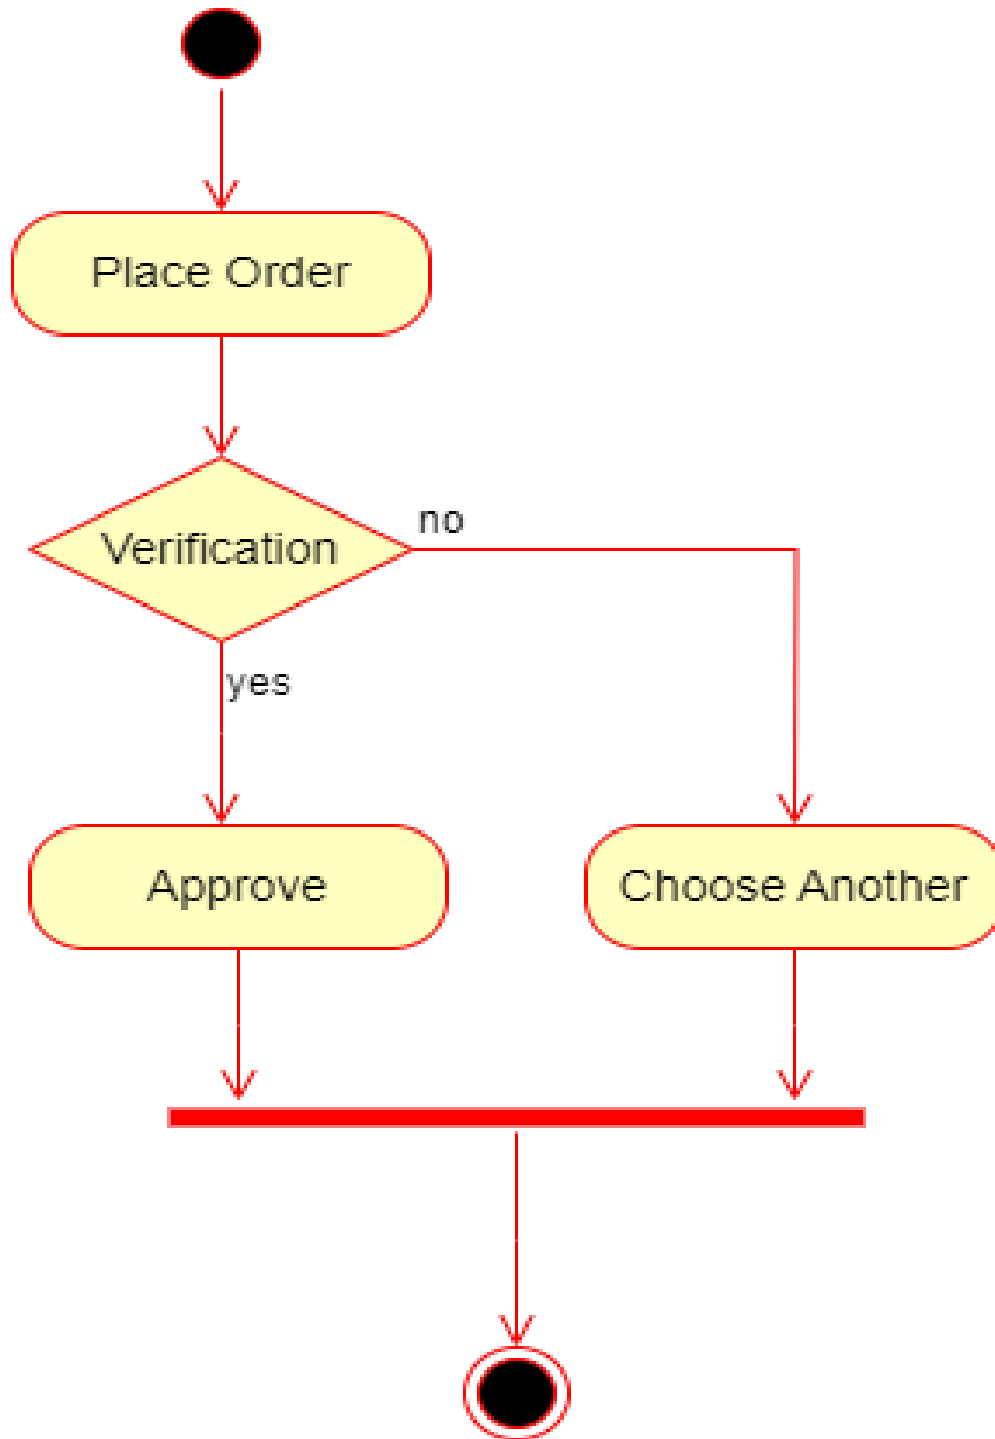 Place Order
Verification
no
yes
Approve
Choose Another